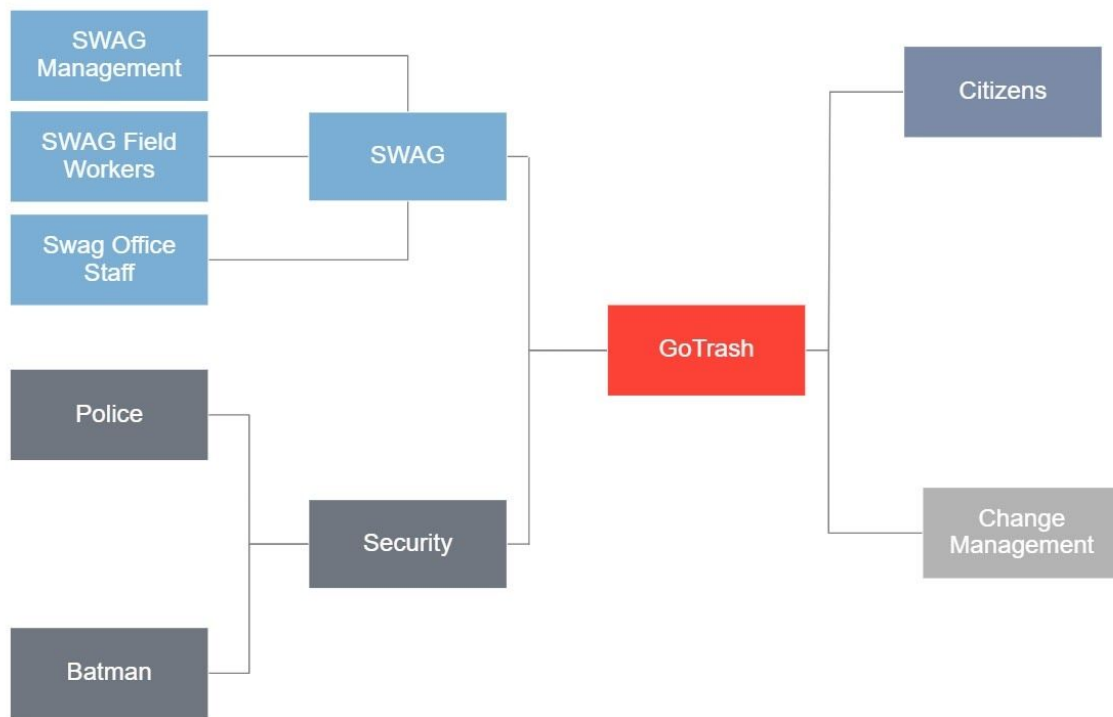 SWAG
Management
SWAG Field
Workers
Swag Office
Staff
SWAG
Police
Batman
Security
GoTrash
Citizens
Change
Management